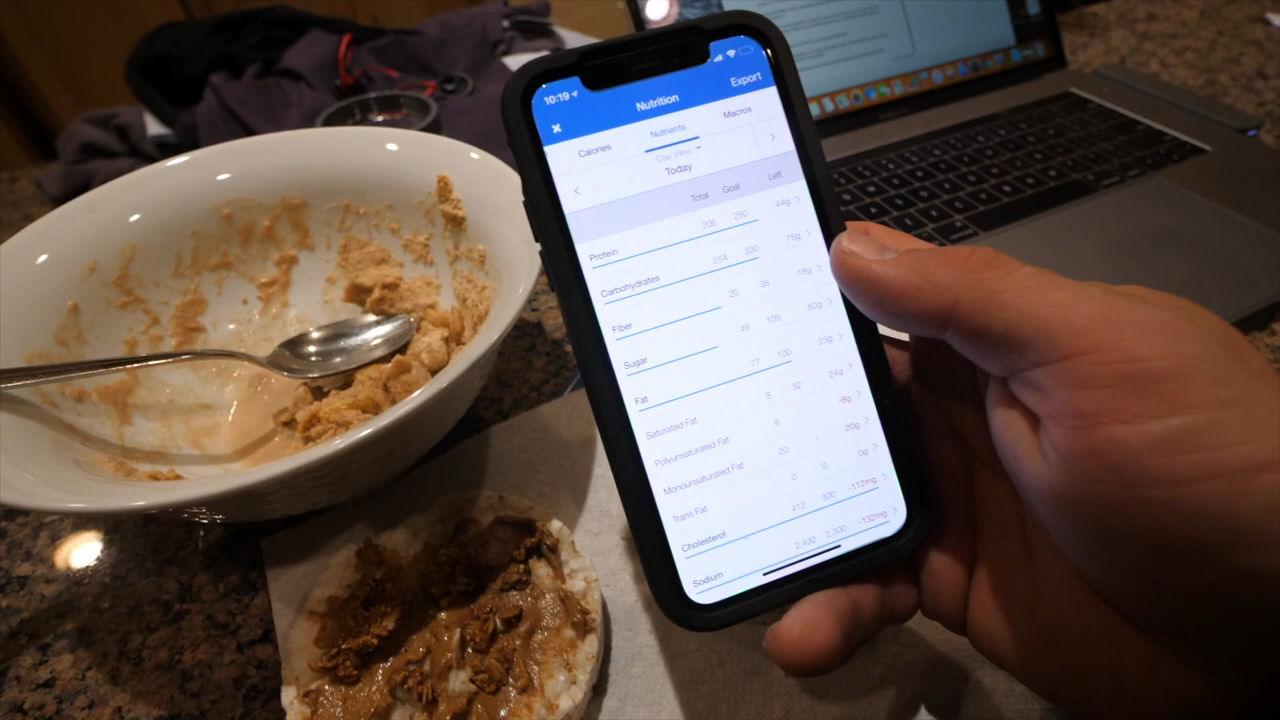 10:19
Nutrition
Export
Calories
Nutrients
Macros
Day View
Today
Total Goal Left
Protein 206 250 44g
Carbohydrates 254 330 76g
Fiber 20 38 18g
Sugar 49 109 60g
Fat 77 100 23g
Saturated Fat 8 32 24g
Polyunsaturated Fat 8 -8g
Monounsaturated Fat 20 -20g
Trans Fat 0 0 0g
Cholesterol 412 300 -112mg
Sodium 2,432 2,300 -132mg